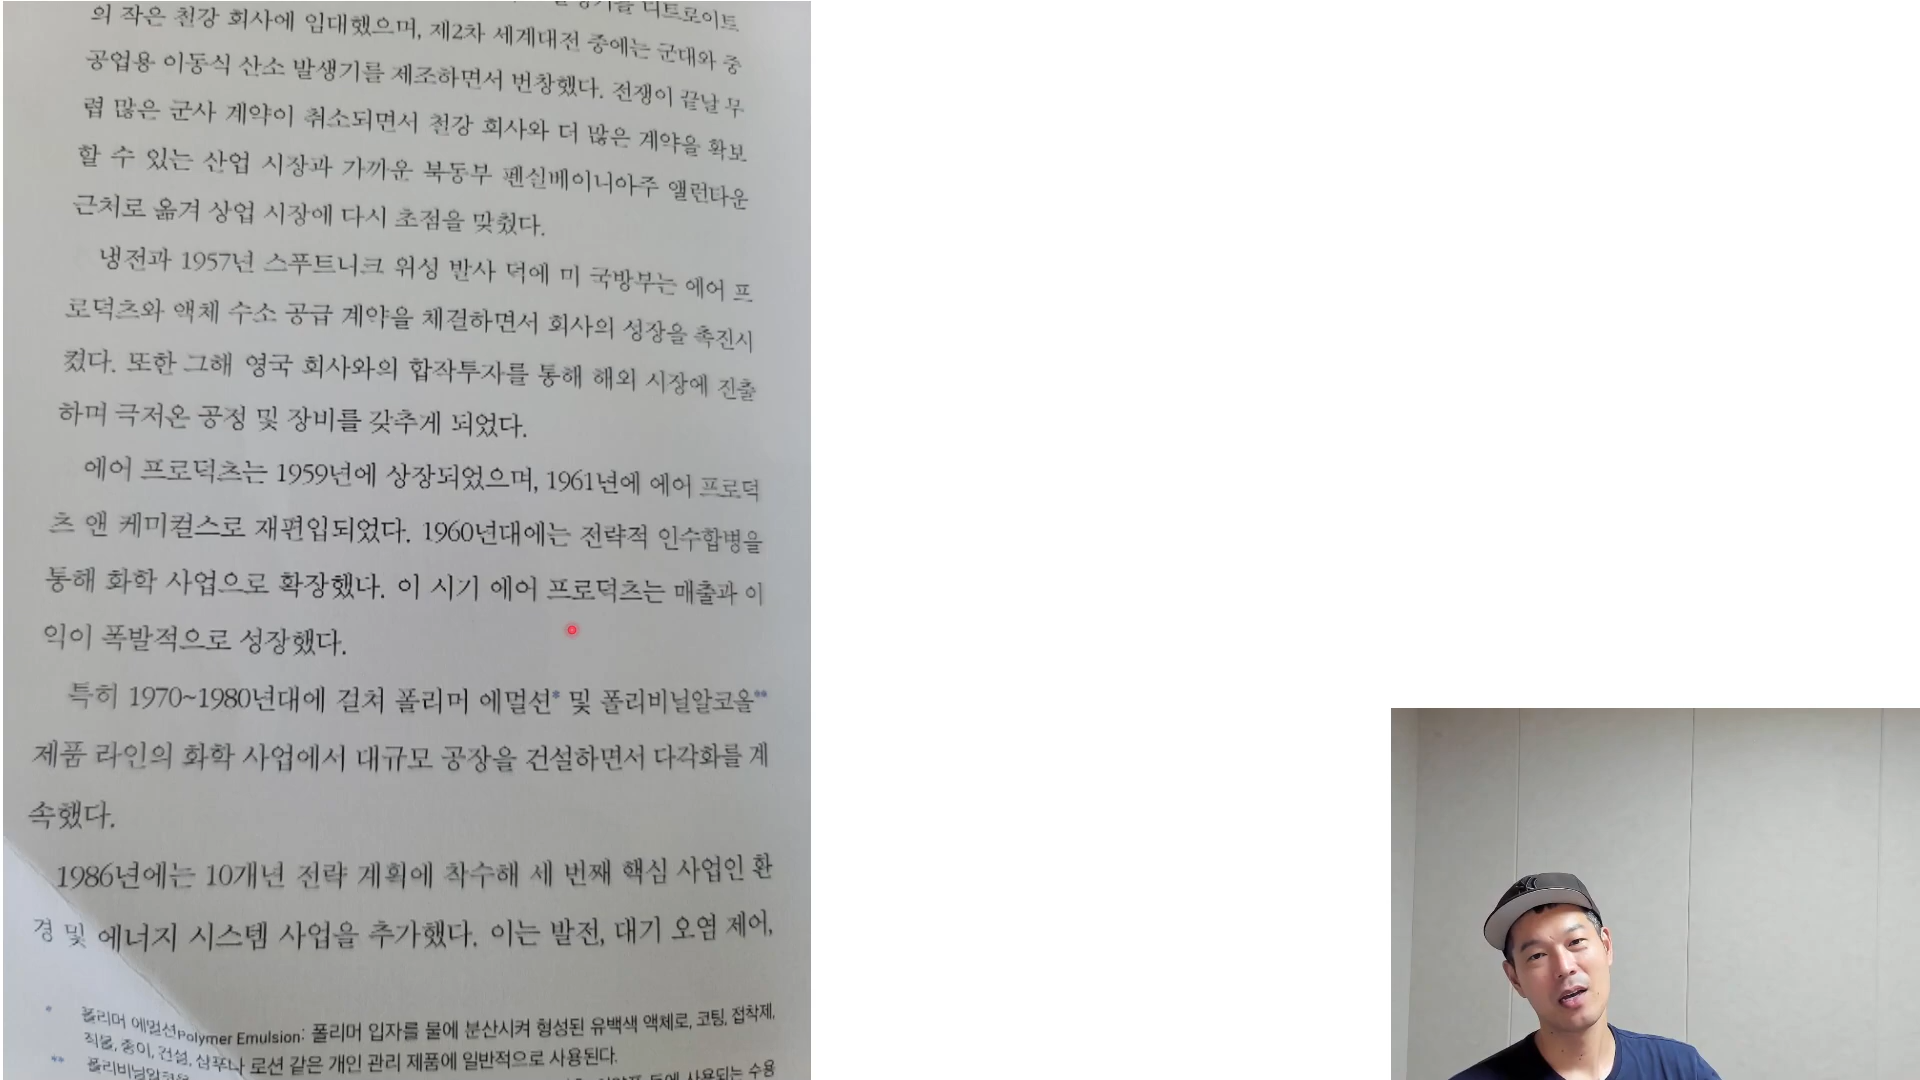 디트로이트
의 작은 철강 회사에 임대했으며, 제2차 세계대전 중에는 군대와 중
공업용 이동식 산소 발생기를 제조하면서 번창했다. 전쟁이 끝날 무
렵 많은 군사 계약이 취소되면서 철강 회사와 더 많은 계약을 확보
할 수 있는 산업 시장과 가까운 북동부 펜실베이니아주 앨런타운
근처로 옮겨 상업 시장에 다시 초점을 맞췄다.
냉전과 1957년 스푸트니크 위성 발사 덕에 미 국방부는 에어 프
로덕츠와 액체 수소 공급 계약을 체결하면서 회사의 성장을 촉진시
켰다. 또한 그해 영국 회사와의 합작투자를 통해 해외 시장에 진출
하며 극저온 공정 및 장비를 갖추게 되었다.
에어 프로덕츠는 1959년에 상장되었으며, 1961년에 에어 프로덕
츠 앤 케미컬스로 재편입되었다. 1960년대에는 전략적 인수합병을
통해 화학 사업으로 확장했다. 이 시기 에어 프로덕츠는 매출과 이
익이 폭발적으로 성장했다.
특히 1970~1980년대에 걸쳐 폴리머 에멀션* 및 폴리비닐알코올**
제품 라인의 화학 사업에서 대규모 공장을 건설하면서 다각화를 계
속했다.
1986년에는 10개년 전략 계획에 착수해 세 번째 핵심 사업인 환
경 및 에너지 시스템 사업을 추가했다. 이는 발전, 대기 오염 제어,
* 폴리머 에멀션Polymer Emulsion: 폴리머 입자를 물에 분산시켜 형성된 유백색 액체로, 코팅, 접착제,
직물, 종이, 건설, 샴푸나 로션 같은 개인 관리 제품에 일반적으로 사용된다.
** 사용되는 수용